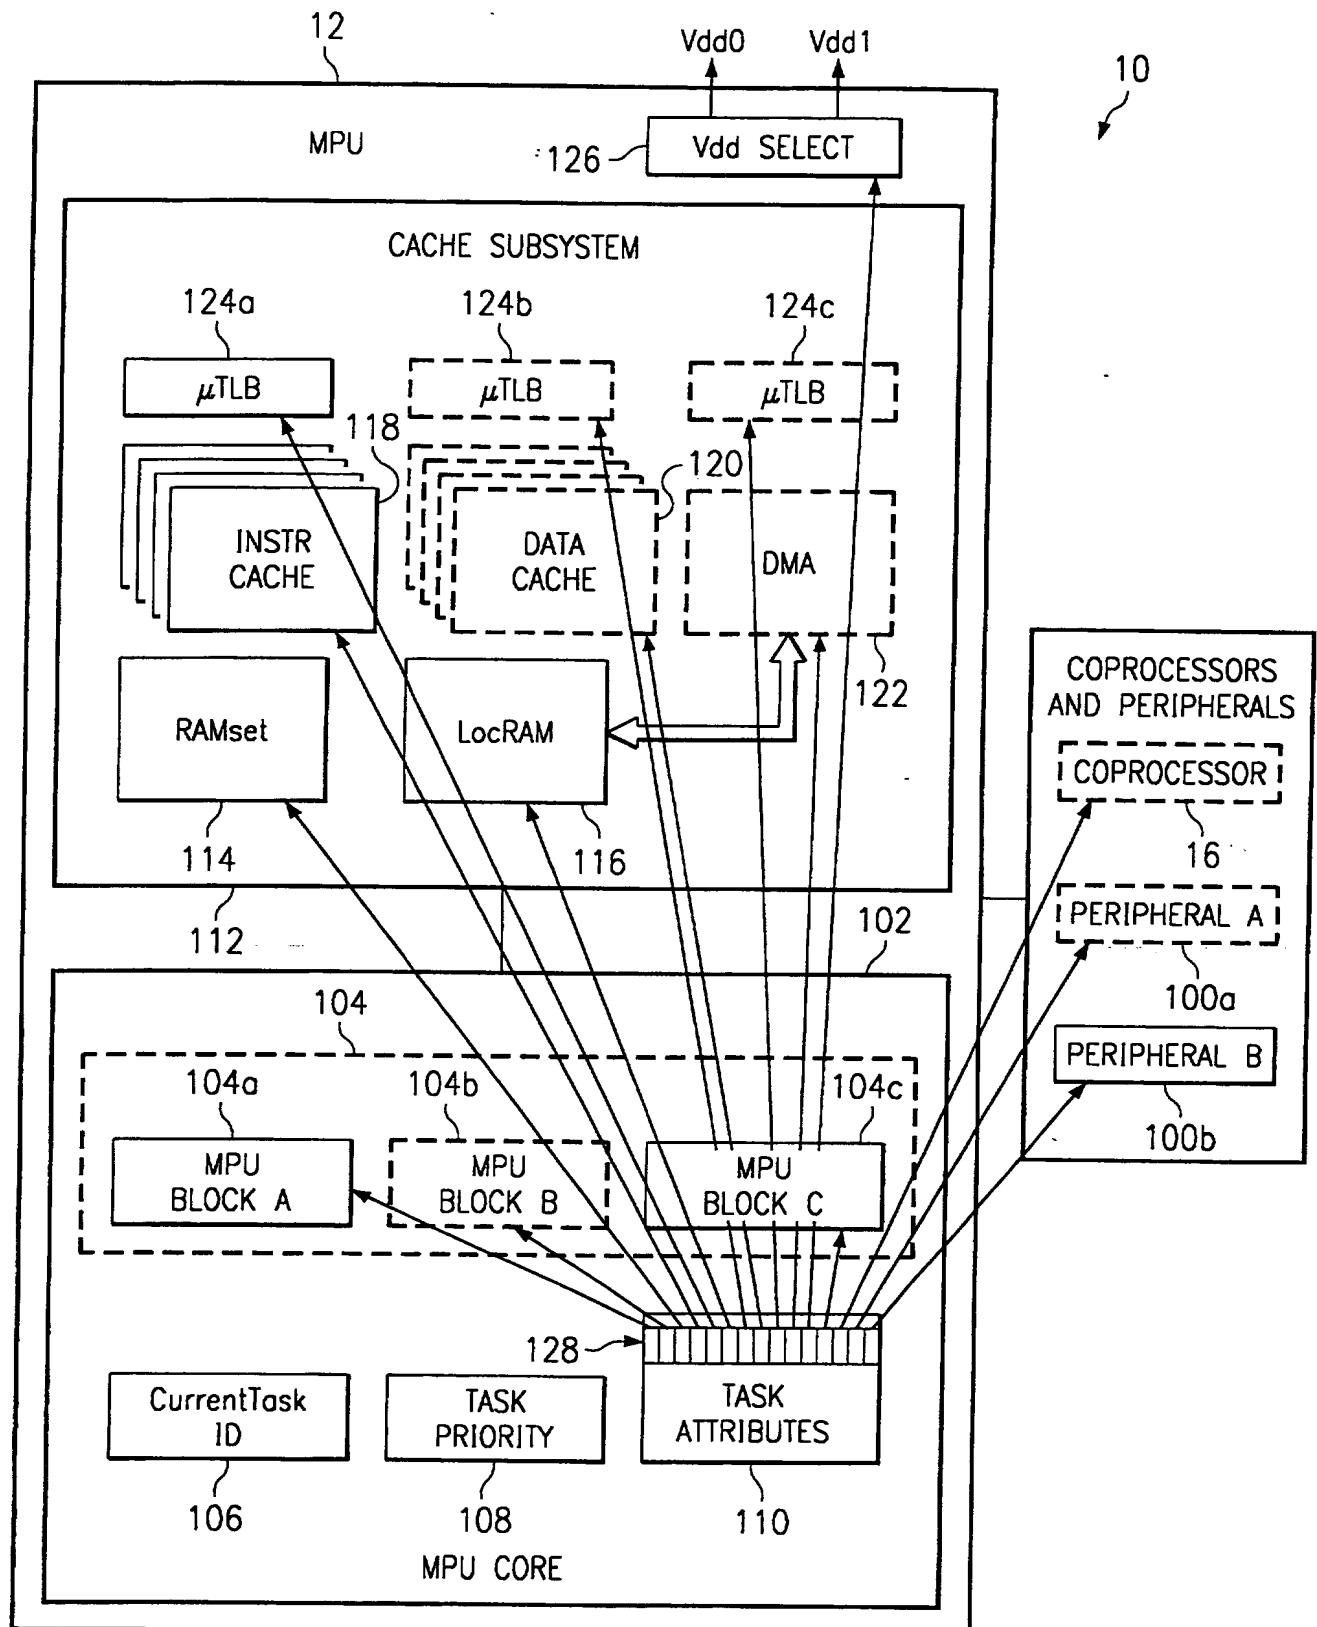 12
Vdd0
Vdd1
10
MPU
126
Vdd SELECT
CACHE SUBSYSTEM
124a
124b
124c
μTLB
μTLB
μTLB
118
120
INSTR
CACHE
DATA
CACHE
DMA
122
RAMset
LocRAM
114
116
112
COPROCESSORS
AND PERIPHERALS
COPROCESSOR
16
PERIPHERAL A
100a
PERIPHERAL B
100b
102
104
104a
104b
104c
MPU
BLOCK A
MPU
BLOCK B
MPU
BLOCK C
128
CurrentTask
ID
TASK
PRIORITY
TASK
ATTRIBUTES
106
108
110
MPU CORE